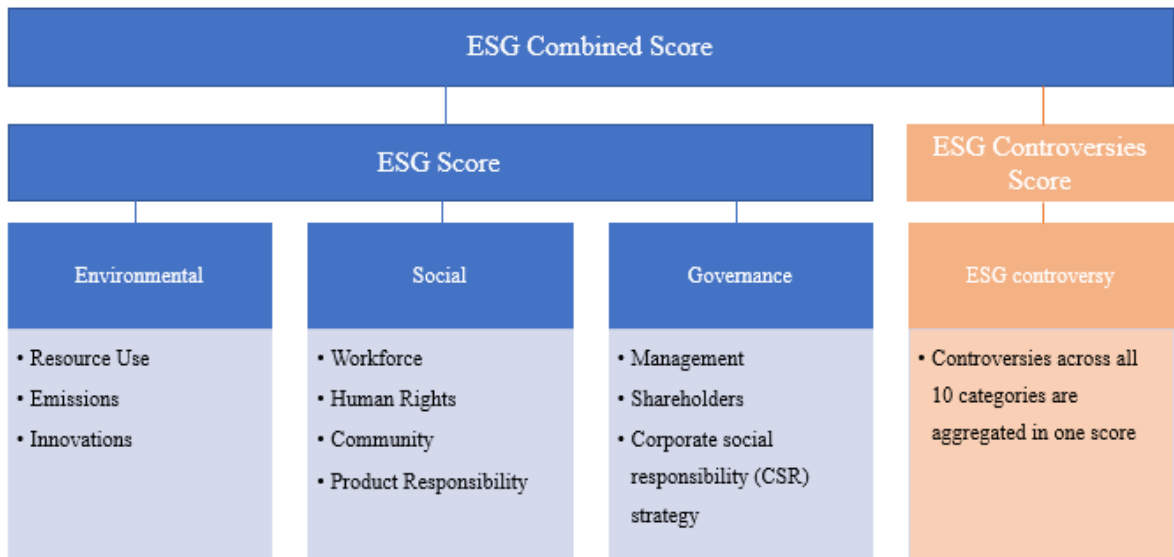 ESG Combined Score
ESG Score
ESG Controversies
Score
Environmental
Social
Governance
ESG controversy
• Resource Use
• Emissions
• Innovations
• Workforce
• Human Rights
• Community
• Product Responsibility
• Management
• Shareholders
• Corporate social
responsibility (CSR)
strategy
• Controversies across all
10 categories are
aggregated in one score